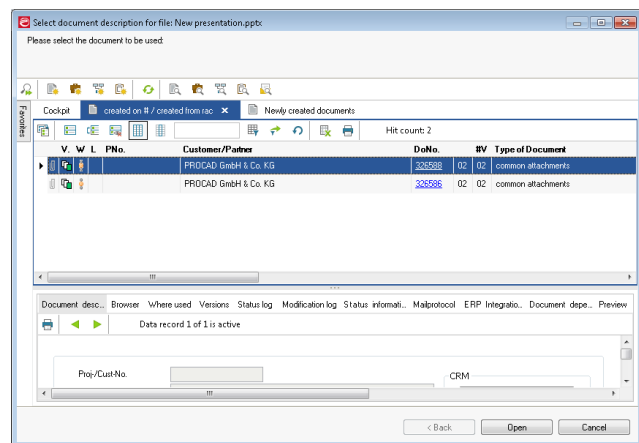 Select document description for file: New presentation.pptx
Please select the document to be used:
Favorites
Cockpit
created on # / created from rac
Newly created documents
Hit count: 2
V. W L PNo. Customer/Partner DoNo. #V Type of Document
PROCAD GmbH & Co. KG 326588 02 02 common attachments
PROCAD GmbH & Co. KG 326586 02 02 common attachments
Document desc... Browser Where used Versions Status log Modification log Status informati... Mailprotocol ERP Integratio... Document depe... Preview
Data record 1 of 1 is active
Proj-/Cust-No.
CRM
< Back Open Cancel